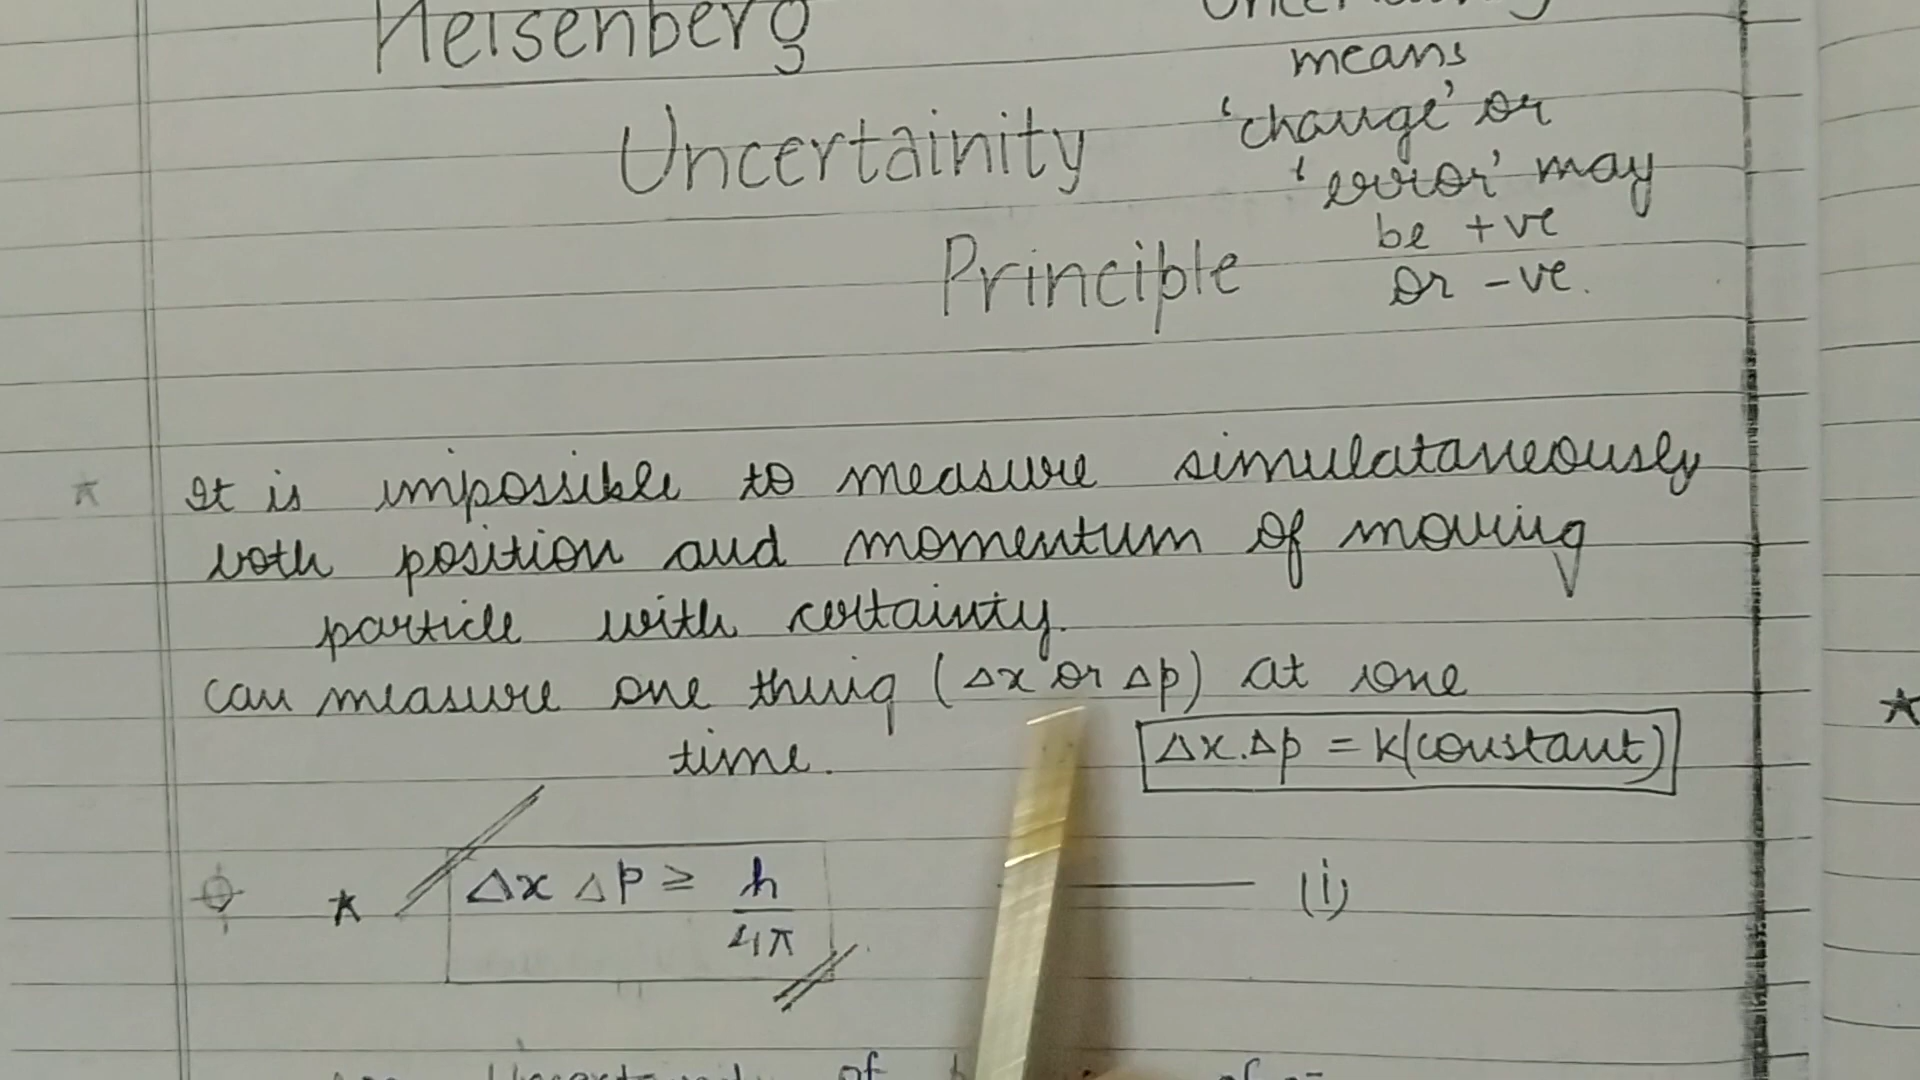 Heisenberg
Uncertainity
Principle
means
'change' or
'error' may
be +ve
or -ve.
It is impossible to measure simulataneously
both position and momentum of moving
particle with certainty.
can measure one thing (Δx or Δp) at one
time.
Δx.Δp = K(constant)
Δx Δp ≥ h/4π (i)
of